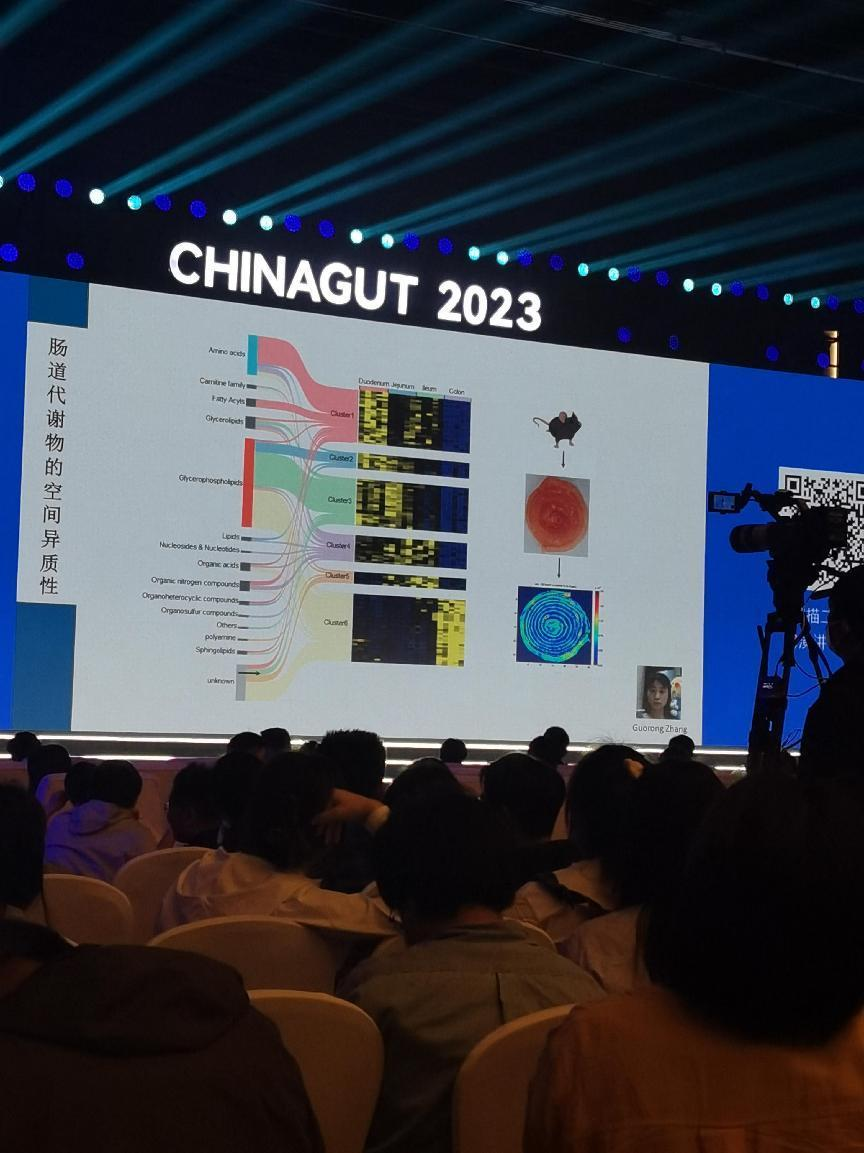 CHINAGUT 2023
肠道代谢物的空间异质性
Amino acids
Carnitine family
Fatty Acyls
Glycerolipids
Glycerophospholipids
Lipids
Nucleosides & Nucleotides
Organic acids
Organic nitrogen compounds
Organoheterocyclic compounds
Organosulfur compounds
Others
polyamine
Sphingolipids
unknown
Cluster1
Cluster2
Cluster3
Cluster4
Cluster5
Cluster6
Duodenum Jejunum Ileum Colon
Guorong Zhang
描
讲